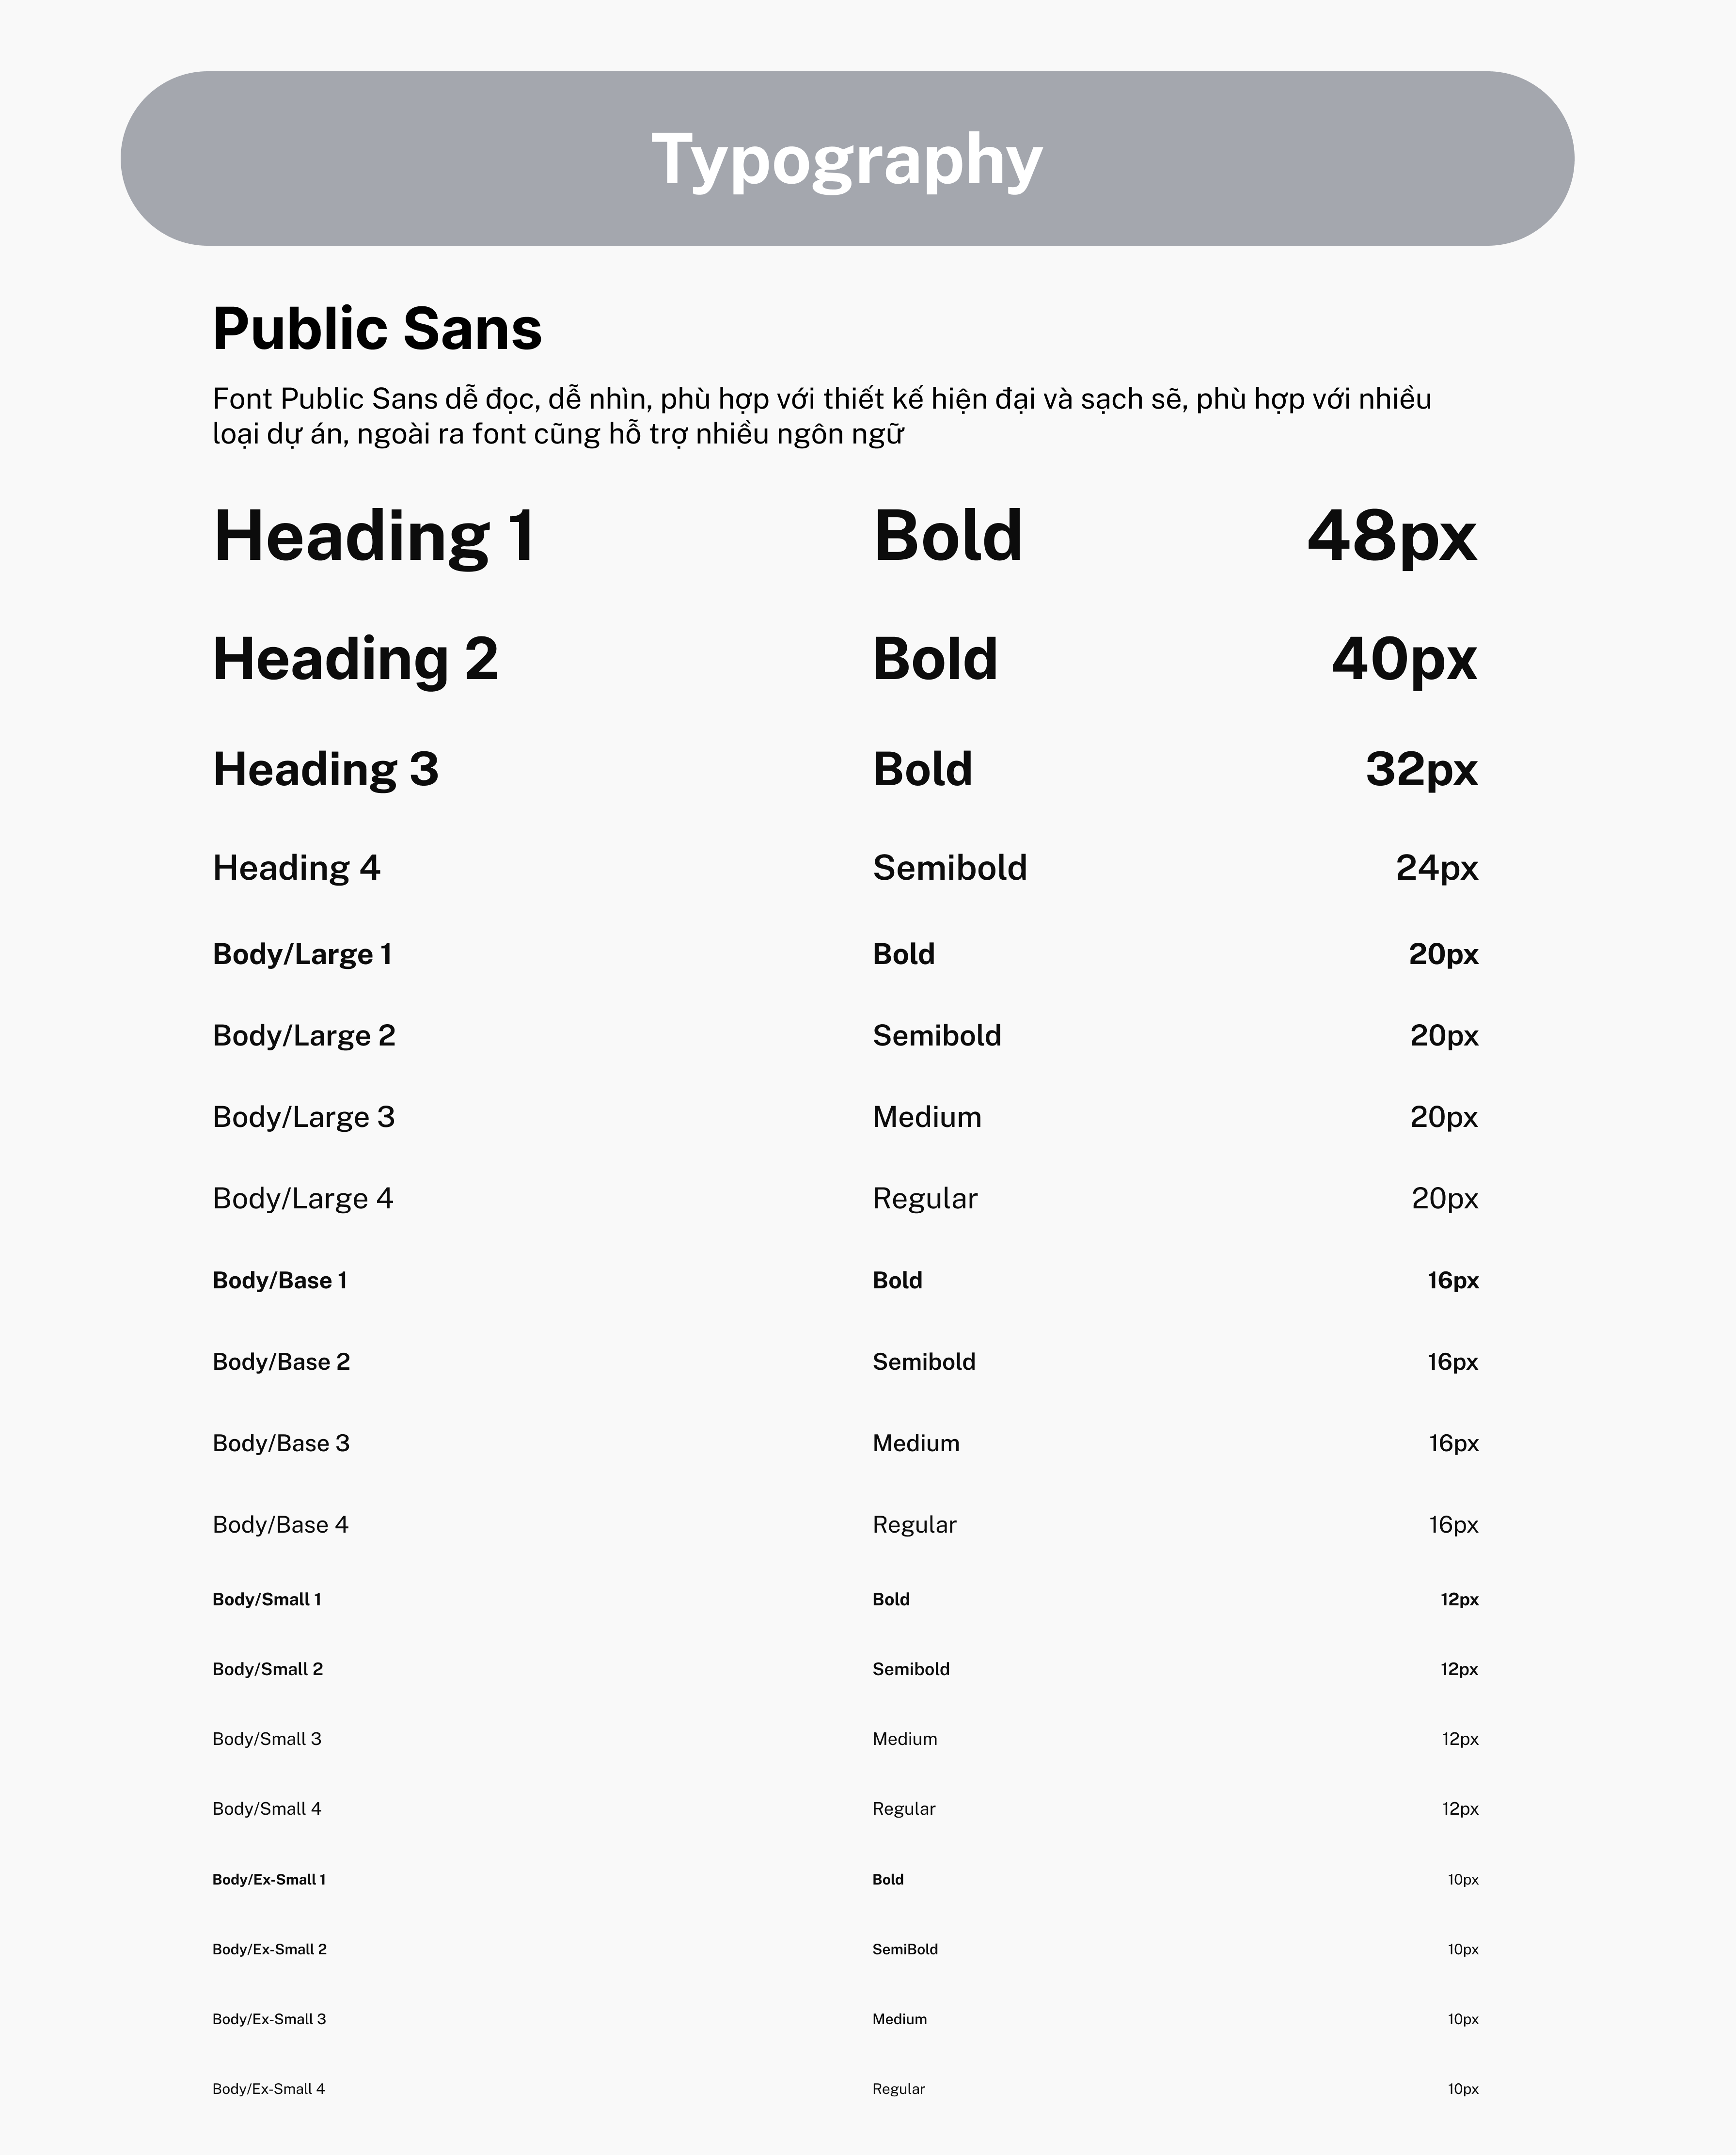 Typography
Public Sans
Font Public Sans dễ đọc, dễ nhìn, phù hợp với thiết kế hiện đại và sạch sẽ, phù hợp với nhiều
loại dự án, ngoài ra font cũng hỗ trợ nhiều ngôn ngữ
Heading 1 Bold 48px
Heading 2 Bold 40px
Heading 3 Bold 32px
Heading 4 Semibold 24px
Body/Large 1 Bold 20px
Body/Large 2 Semibold 20px
Body/Large 3 Medium 20px
Body/Large 4 Regular 20px
Body/Base 1 Bold 16px
Body/Base 2 Semibold 16px
Body/Base 3 Medium 16px
Body/Base 4 Regular 16px
Body/Small 1 Bold 12px
Body/Small 2 Semibold 12px
Body/Small 3 Medium 12px
Body/Small 4 Regular 12px
Body/Ex-Small 1 Bold 10px
Body/Ex-Small 2 SemiBold 10px
Body/Ex-Small 3 Medium 10px
Body/Ex-Small 4 Regular 10px